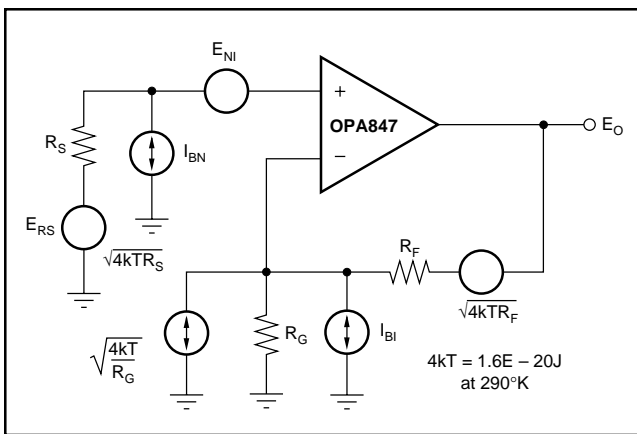 E_NI
+
OPA847
−
E_O
R_S
I_BN
E_RS
√4kTR_S
R_F
√4kTR_F
√4kT/R_G
R_G
I_BI
4kT = 1.6E – 20J
at 290°K